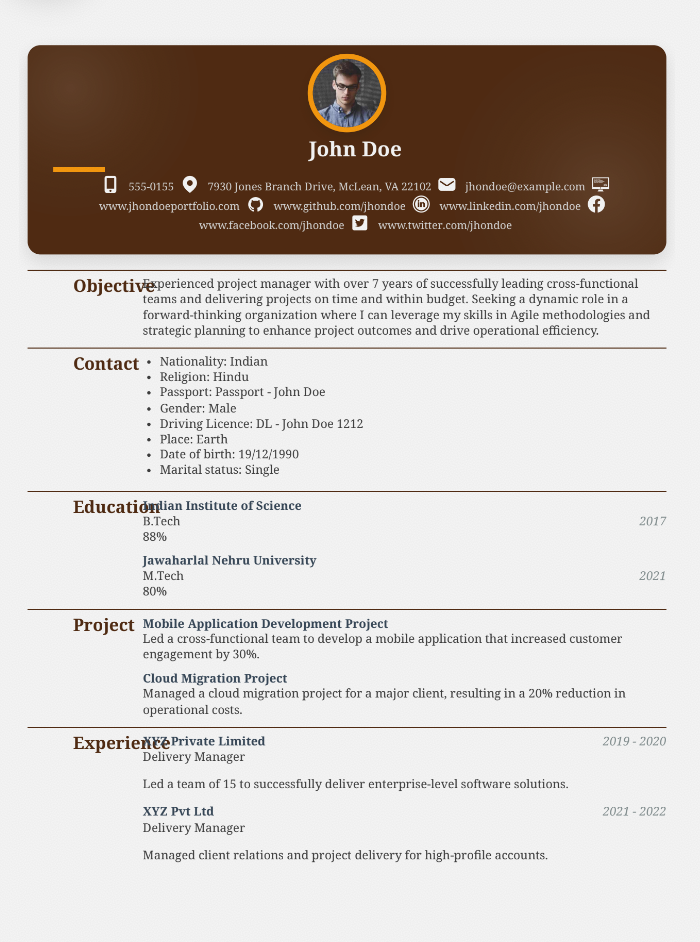 John Doe
555-0155 7930 Jones Branch Drive, McLean, VA 22102 jhondoe@example.com
www.jhondoeportfolio.com www.github.com/jhondoe www.linkedin.com/jhondoe
www.facebook.com/jhondoe www.twitter.com/jhondoe
Objective
Experienced project manager with over 7 years of successfully leading cross-functional
teams and delivering projects on time and within budget. Seeking a dynamic role in a
forward-thinking organization where I can leverage my skills in Agile methodologies and
strategic planning to enhance project outcomes and drive operational efficiency.
Contact
• Nationality: Indian
• Religion: Hindu
• Passport: Passport - John Doe
• Gender: Male
• Driving Licence: DL - John Doe 1212
• Place: Earth
• Date of birth: 19/12/1990
• Marital status: Single
Education
Indian Institute of Science
B.Tech 2017
88%
Jawaharlal Nehru University
M.Tech 2021
80%
Project
Mobile Application Development Project
Led a cross-functional team to develop a mobile application that increased customer
engagement by 30%.
Cloud Migration Project
Managed a cloud migration project for a major client, resulting in a 20% reduction in
operational costs.
Experience
XYZ Private Limited 2019 - 2020
Delivery Manager
Led a team of 15 to successfully deliver enterprise-level software solutions.
XYZ Pvt Ltd 2021 - 2022
Delivery Manager
Managed client relations and project delivery for high-profile accounts.